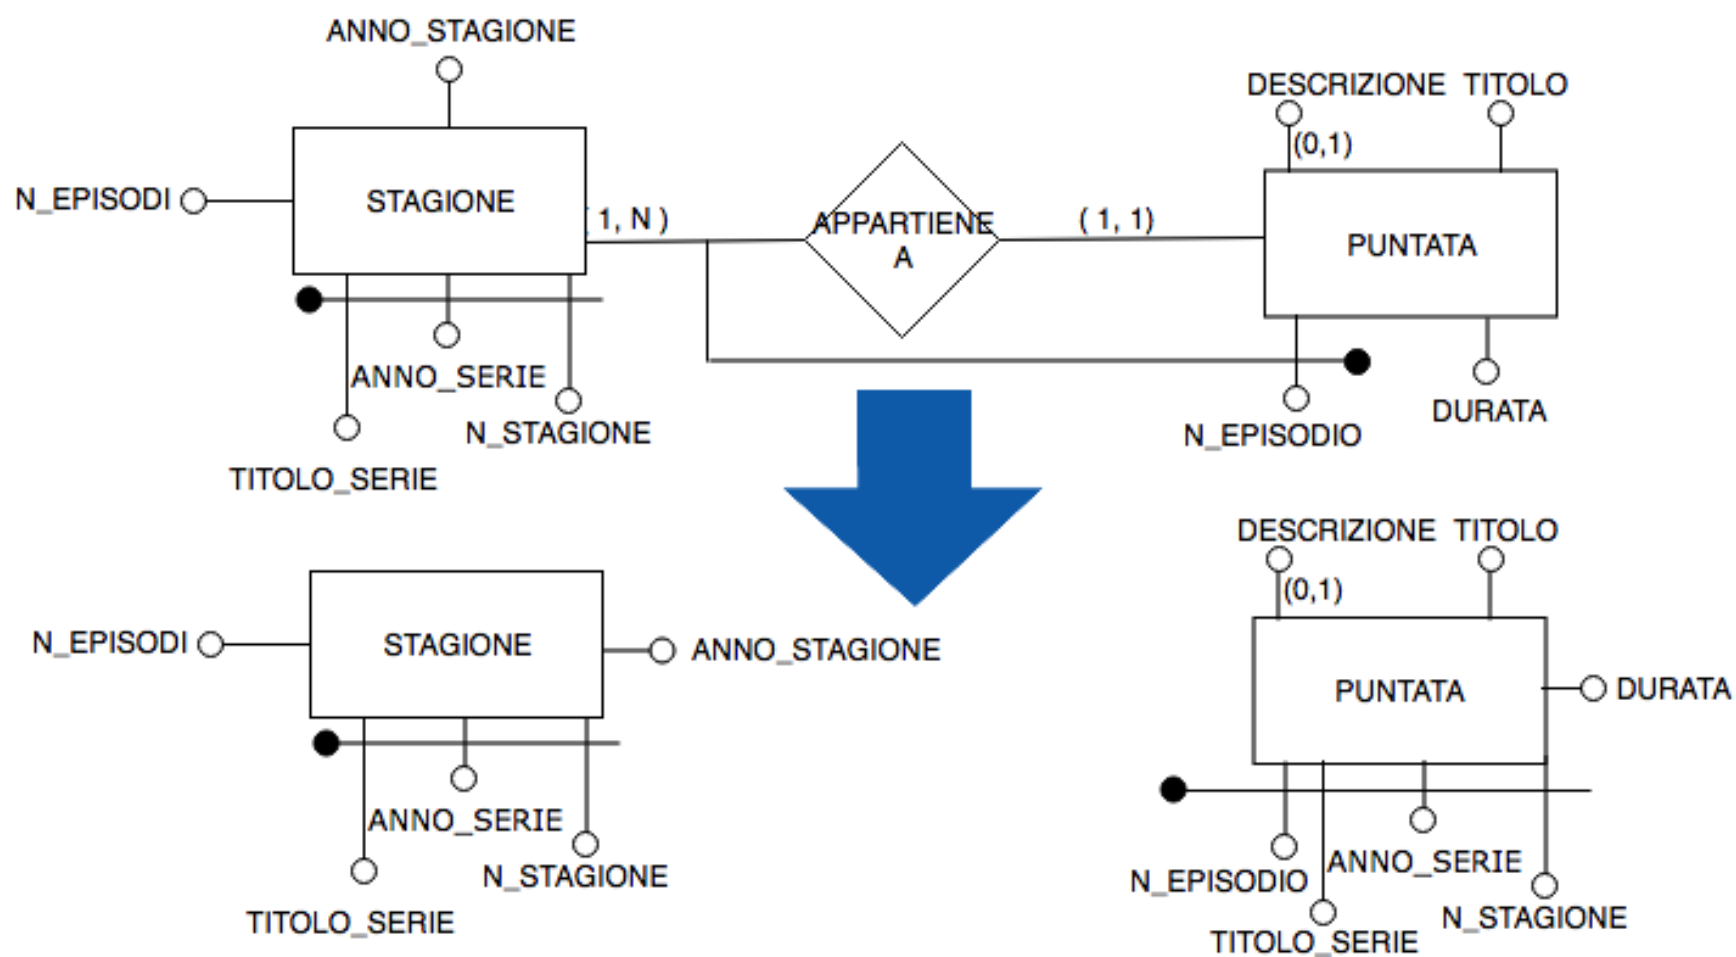 ANNO_STAGIONE
DESCRIZIONE TITOLO
(0,1)
N_EPISODI
STAGIONE
( 1, N )
APPARTIENE
A
( 1, 1)
PUNTATA
ANNO_SERIE
N_STAGIONE
TITOLO_SERIE
DURATA
N_EPISODIO
DESCRIZIONE TITOLO
(0,1)
N_EPISODI
STAGIONE
ANNO_STAGIONE
PUNTATA
DURATA
ANNO_SERIE
N_STAGIONE
TITOLO_SERIE
ANNO_SERIE
N_EPISODIO
N_STAGIONE
TITOLO_SERIE